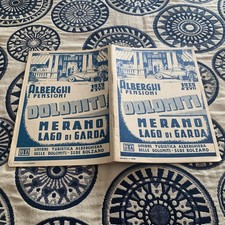 ALBERGHI
E PENSIONI
DOLOMITI
MERANO
LAGO DI GARDA
UNIONE TURISTICA ALBERGHIERA
DELLE DOLOMITI - SEDE BOLZANO
ALBERGHI
E PENSIONI
DOLOMITI
MERANO
LAGO DI GARDA
UNIONE TURISTICA ALBERGHIERA
DELLE DOLOMITI - SEDE BOLZANO